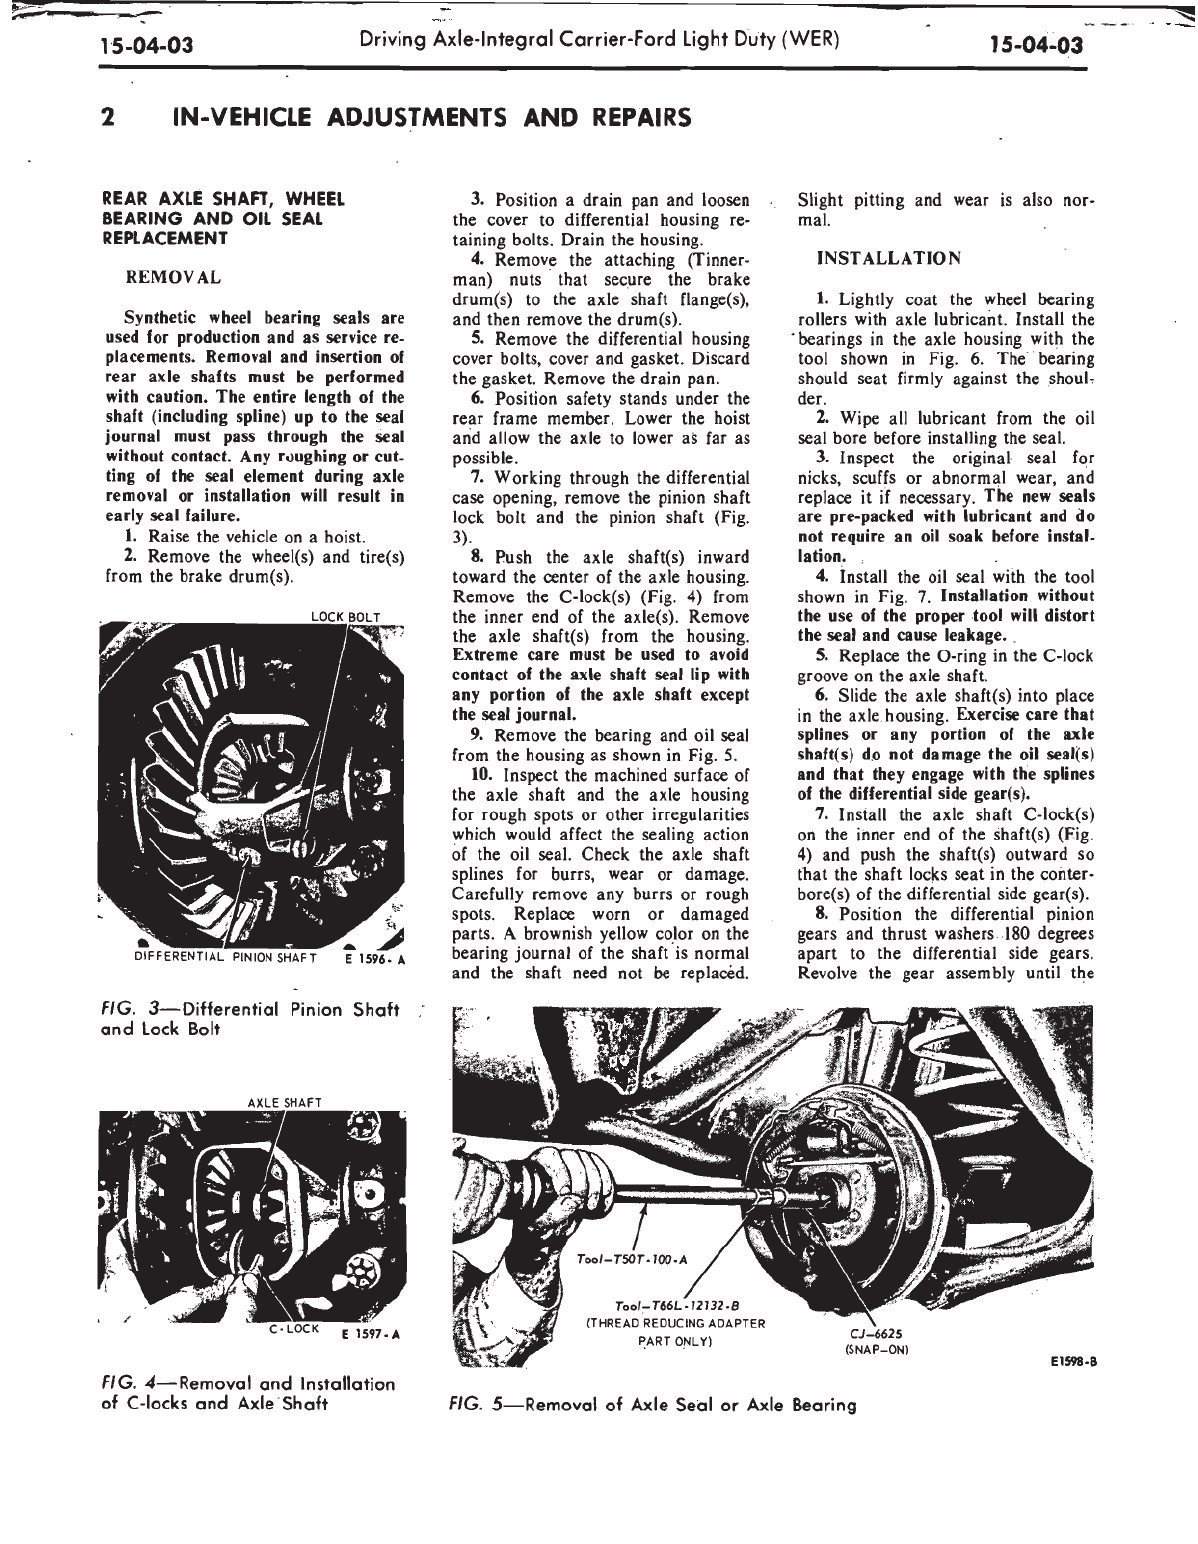 15-04-03
Driving Axle-Integral Carrier-Ford Light Duty (WER)
15-04-03
2 IN-VEHICLE ADJUSTMENTS AND REPAIRS
REAR AXLE SHAFT, WHEEL
BEARING AND OIL SEAL
REPLACEMENT
REMOVAL
Synthetic wheel bearing seals are
used for production and as service re-
placements. Removal and insertion of
rear axle shafts must be performed
with caution. The entire length of the
shaft (including spline) up to the seal
journal must pass through the seal
without contact. Any roughing or cut-
ting of the seal element during axle
removal or installation will result in
early seal failure.
1. Raise the vehicle on a hoist.
2. Remove the wheel(s) and tire(s)
from the brake drum(s).
LOCK BOLT
DIFFERENTIAL PINION SHAFT
E 1596-A
FIG. 3—Differential Pinion Shaft
and Lock Bolt
AXLE SHAFT
C-LOCK
E 1597-A
FIG. 4—Removal and Installation
of C-locks and Axle Shaft
3. Position a drain pan and loosen
the cover to differential housing re-
taining bolts. Drain the housing.
4. Remove the attaching (Tinner-
man) nuts that secure the brake
drum(s) to the axle shaft flange(s),
and then remove the drum(s).
5. Remove the differential housing
cover bolts, cover and gasket. Discard
the gasket. Remove the drain pan.
6. Position safety stands under the
rear frame member. Lower the hoist
and allow the axle to lower as far as
possible.
7. Working through the differential
case opening, remove the pinion shaft
lock bolt and the pinion shaft (Fig.
3).
8. Push the axle shaft(s) inward
toward the center of the axle housing.
Remove the C-lock(s) (Fig. 4) from
the inner end of the axle(s). Remove
the axle shaft(s) from the housing.
Extreme care must be used to avoid
contact of the axle shaft seal lip with
any portion of the axle shaft except
the seal journal.
9. Remove the bearing and oil seal
from the housing as shown in Fig. 5.
10. Inspect the machined surface of
the axle shaft and the axle housing
for rough spots or other irregularities
which would affect the sealing action
of the oil seal. Check the axle shaft
splines for burrs, wear or damage.
Carefully remove any burrs or rough
spots. Replace worn or damaged
parts. A brownish yellow color on the
bearing journal of the shaft is normal
and the shaft need not be replaced.
Slight pitting and wear is also nor-
mal.
INSTALLATION
1. Lightly coat the wheel bearing
rollers with axle lubricant. Install the
bearings in the axle housing with the
tool shown in Fig. 6. The bearing
should seat firmly against the shoul-
der.
2. Wipe all lubricant from the oil
seal bore before installing the seal.
3. Inspect the original seal for
nicks, scuffs or abnormal wear, and
replace it if necessary. The new seals
are pre-packed with lubricant and do
not require an oil soak before instal-
lation.
4. Install the oil seal with the tool
shown in Fig. 7. Installation without
the use of the proper tool will distort
the seal and cause leakage.
5. Replace the O-ring in the C-lock
groove on the axle shaft.
6. Slide the axle shaft(s) into place
in the axle housing. Exercise care that
splines or any portion of the axle
shaft(s) do not damage the oil seal(s)
and that they engage with the splines
of the differential side gear(s).
7. Install the axle shaft C-lock(s)
on the inner end of the shaft(s) (Fig.
4) and push the shaft(s) outward so
that the shaft locks seat in the conter-
bore(s) of the differential side gear(s).
8. Position the differential pinion
gears and thrust washers 180 degrees
apart to the differential side gears.
Revolve the gear assembly until the
Tool-T50T-100-A
Tool-T66L-12132-B
(THREAD REDUCING ADAPTER
PART ONLY)
CJ-6625
(SNAP-ON)
E1598-B
FIG. 5—Removal of Axle Seal or Axle Bearing